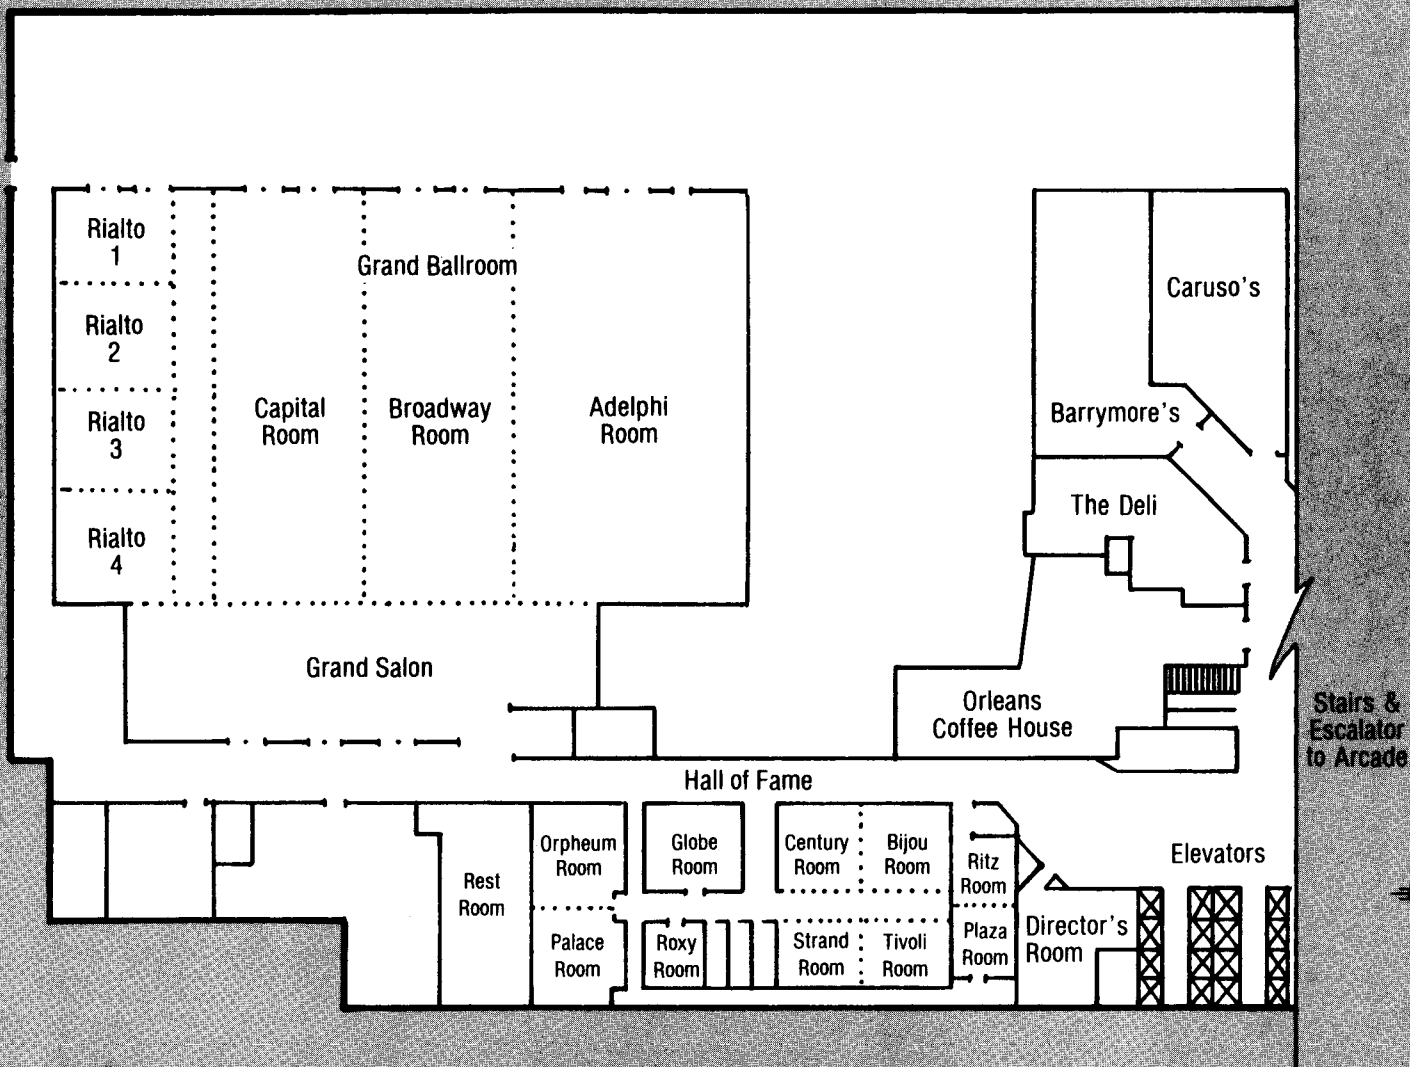 Rialto
1
Rialto
2
Rialto
3
Rialto
4
Grand Ballroom
Capital
Room
Broadway
Room
Adelphi
Room
Caruso's
Barrymore's
The Deli
Grand Salon
Orleans
Coffee House
Stairs &
Escalator
to Arcade
Hall of Fame
Rest
Room
Orpheum
Room
Palace
Room
Globe
Room
Roxy
Room
Century
Room
Bijou
Room
Strand
Room
Tivoli
Room
Ritz
Room
Plaza
Room
Director's
Room
Elevators